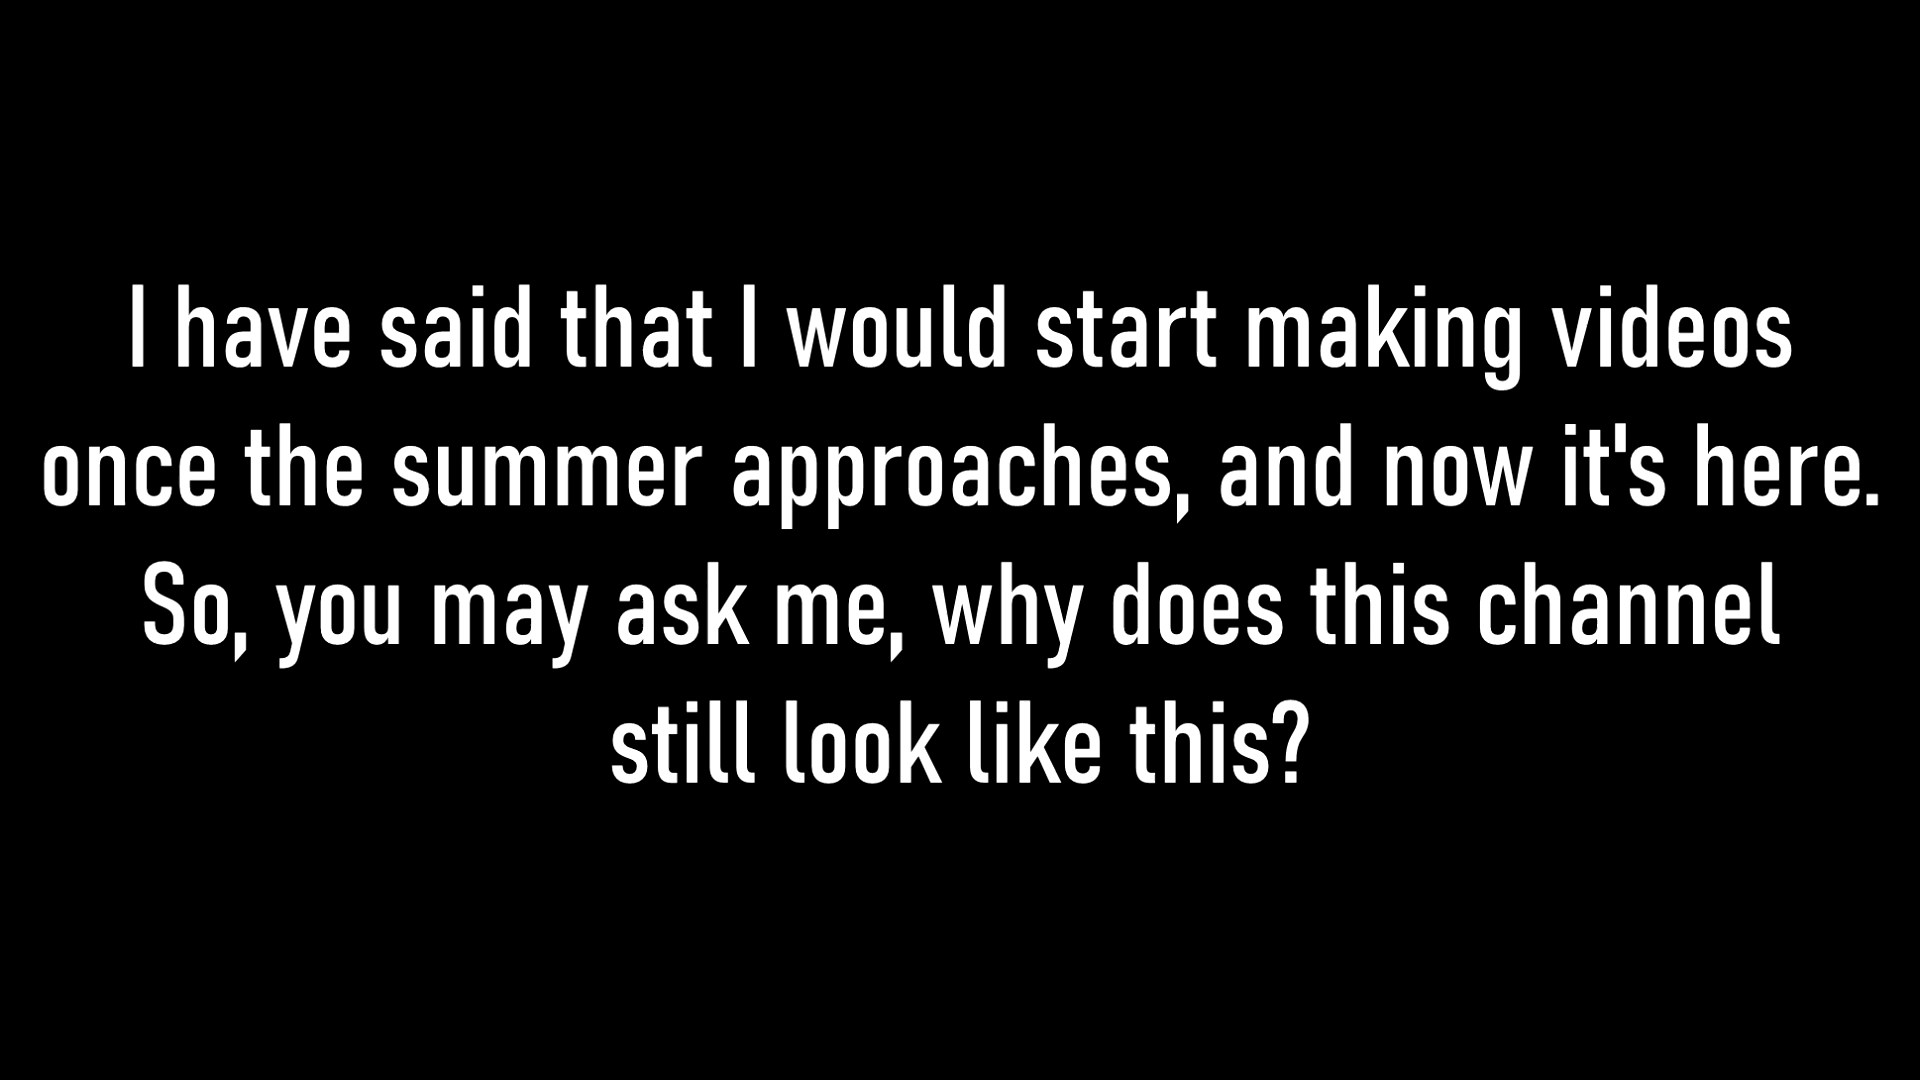 I have said that I would start making videos
once the summer approaches, and now it's here.
So, you may ask me, why does this channel
still look like this?